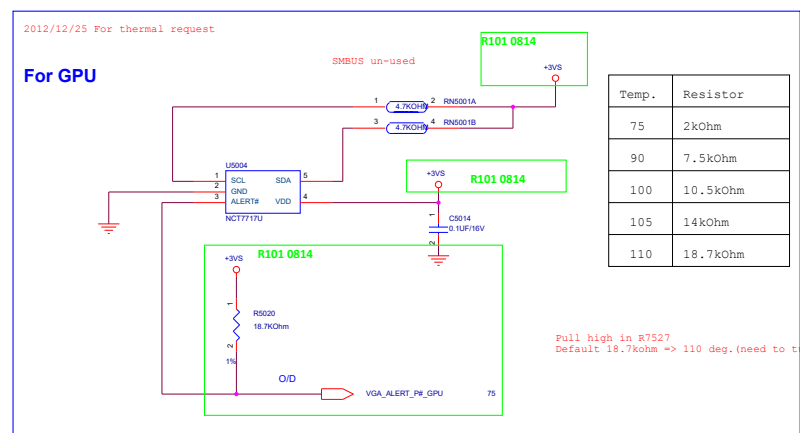 2012/12/25 For thermal request
For GPU
SMBUS un-used
R101 0814
+3VS
1 4.7KOHM 2 RN5001A
3 4.7KOHM 4 RN5001B
U5004
1 SCL SDA 5
2 GND
3 ALERT# VDD 4
NCT7717U
+3VS
R101 0814
1
C5014
0.1UF/16V
2
R101 0814
+3VS
1
R5020
18.7KOhm
2
1%
O/D
VGA_ALERT_P#_GPU 75
Temp. Resistor
75 2kOhm
90 7.5kOhm
100 10.5kOhm
105 14kOhm
110 18.7kOhm
Pull high in R7527
Default 18.7kohm => 110 deg.(need to